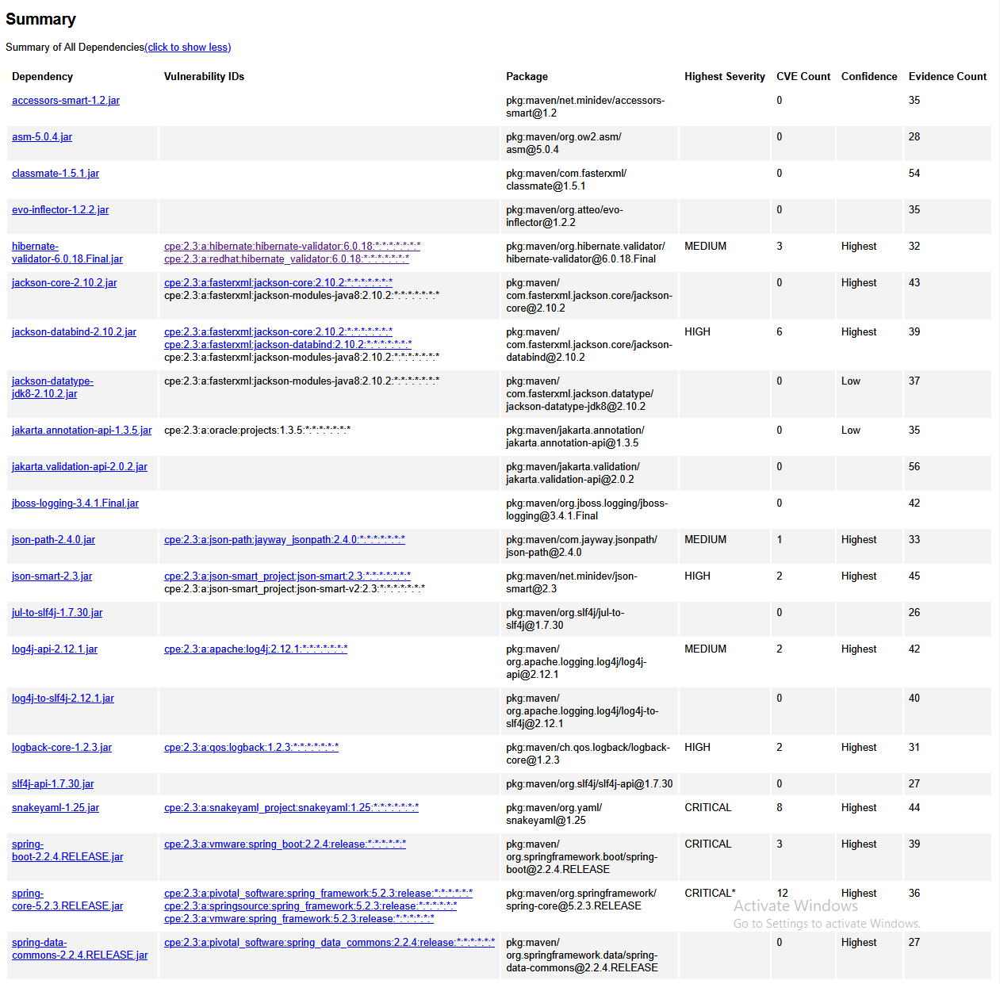 Summary
Summary of All Dependencies(click to show less)
Dependency Vulnerability IDs Package Highest Severity CVE Count Confidence Evidence Count
accessors-smart-1.2.jar pkg:maven/net.minidev/accessors- 0 35
smart@1.2
asm-5.0.4.jar pkg:maven/org.ow2.asm/ 0 28
asm@5.0.4
classmate-1.5.1.jar pkg:maven/com.fasterxml/ 0 54
classmate@1.5.1
evo-inflector-1.2.2.jar pkg:maven/org.atteo/evo- 0 35
inflector@1.2.2
hibernate- cpe:2.3:a:hibernate:hibernate-validator:6.0.18:*:*:*:*:*:*:* pkg:maven/org.hibernate.validator/ MEDIUM 3 Highest 32
validator-6.0.18.Final.jar cpe:2.3:a:redhat:hibernate_validator:6.0.18:*:*:*:*:*:*:* hibernate-validator@6.0.18.Final
jackson-core-2.10.2.jar cpe:2.3:a:fasterxml:jackson-core:2.10.2:*:*:*:*:*:*:* pkg:maven/ 0 Highest 43
cpe:2.3:a:fasterxml:jackson-modules-java8:2.10.2:*:*:*:*:*:*:* com.fasterxml.jackson.core/jackson-
core@2.10.2
jackson-databind-2.10.2.jar cpe:2.3:a:fasterxml:jackson-core:2.10.2:*:*:*:*:*:*:* pkg:maven/ HIGH 6 Highest 39
cpe:2.3:a:fasterxml:jackson-databind:2.10.2:*:*:*:*:*:*:* com.fasterxml.jackson.core/jackson-
cpe:2.3:a:fasterxml:jackson-modules-java8:2.10.2:*:*:*:*:*:*:* databind@2.10.2
jackson-datatype- cpe:2.3:a:fasterxml:jackson-modules-java8:2.10.2:*:*:*:*:*:*:* pkg:maven/ 0 Low 37
jdk8-2.10.2.jar com.fasterxml.jackson.datatype/
jackson-datatype-jdk8@2.10.2
jakarta.annotation-api-1.3.5.jar cpe:2.3:a:oracle:projects:1.3.5:*:*:*:*:*:*:* pkg:maven/jakarta.annotation/ 0 Low 35
jakarta.annotation-api@1.3.5
jakarta.validation-api-2.0.2.jar pkg:maven/jakarta.validation/ 0 56
jakarta.validation-api@2.0.2
jboss-logging-3.4.1.Final.jar pkg:maven/org.jboss.logging/jboss- 0 42
logging@3.4.1.Final
json-path-2.4.0.jar cpe:2.3:a:json-path:jayway_jsonpath:2.4.0:*:*:*:*:*:*:* pkg:maven/com.jayway.jsonpath/ MEDIUM 1 Highest 33
json-path@2.4.0
json-smart-2.3.jar cpe:2.3:a:json-smart_project:json-smart:2.3:*:*:*:*:*:*:* pkg:maven/net.minidev/json- HIGH 2 Highest 45
cpe:2.3:a:json-smart_project:json-smart-v2:2.3:*:*:*:*:*:*:* smart@2.3
jul-to-slf4j-1.7.30.jar pkg:maven/org.slf4j/jul-to- 0 26
slf4j@1.7.30
log4j-api-2.12.1.jar cpe:2.3:a:apache:log4j:2.12.1:*:*:*:*:*:*:* pkg:maven/ MEDIUM 2 Highest 42
org.apache.logging.log4j/log4j-
api@2.12.1
log4j-to-slf4j-2.12.1.jar pkg:maven/ 0 40
org.apache.logging.log4j/log4j-to-
slf4j@2.12.1
logback-core-1.2.3.jar cpe:2.3:a:qos:logback:1.2.3:*:*:*:*:*:*:* pkg:maven/ch.qos.logback/logback- HIGH 2 Highest 31
core@1.2.3
slf4j-api-1.7.30.jar pkg:maven/org.slf4j/slf4j-api@1.7.30 0 27
snakeyaml-1.25.jar cpe:2.3:a:snakeyaml_project:snakeyaml:1.25:*:*:*:*:*:*:* pkg:maven/org.yaml/ CRITICAL 8 Highest 44
snakeyaml@1.25
spring- cpe:2.3:a:vmware:spring_boot:2.2.4:release:*:*:*:*:*:* pkg:maven/ CRITICAL 3 Highest 39
boot-2.2.4.RELEASE.jar org.springframework.boot/spring-
boot@2.2.4.RELEASE
spring- cpe:2.3:a:pivotal_software:spring_framework:5.2.3:release:*:*:*:*:*:* pkg:maven/org.springframework/ CRITICAL* 12 Highest 36
core-5.2.3.RELEASE.jar cpe:2.3:a:springsource:spring_framework:5.2.3:release:*:*:*:*:*:* spring-core@5.2.3.RELEASE
cpe:2.3:a:vmware:spring_framework:5.2.3:release:*:*:*:*:*:*
Activate Windows
Go to Settings to activate Windows.
spring-data- cpe:2.3:a:pivotal_software:spring_data_commons:2.2.4:release:*:*:*:*:*:* pkg:maven/ 0 Highest 27
commons-2.2.4.RELEASE.jar org.springframework.data/spring-
data-commons@2.2.4.RELEASE